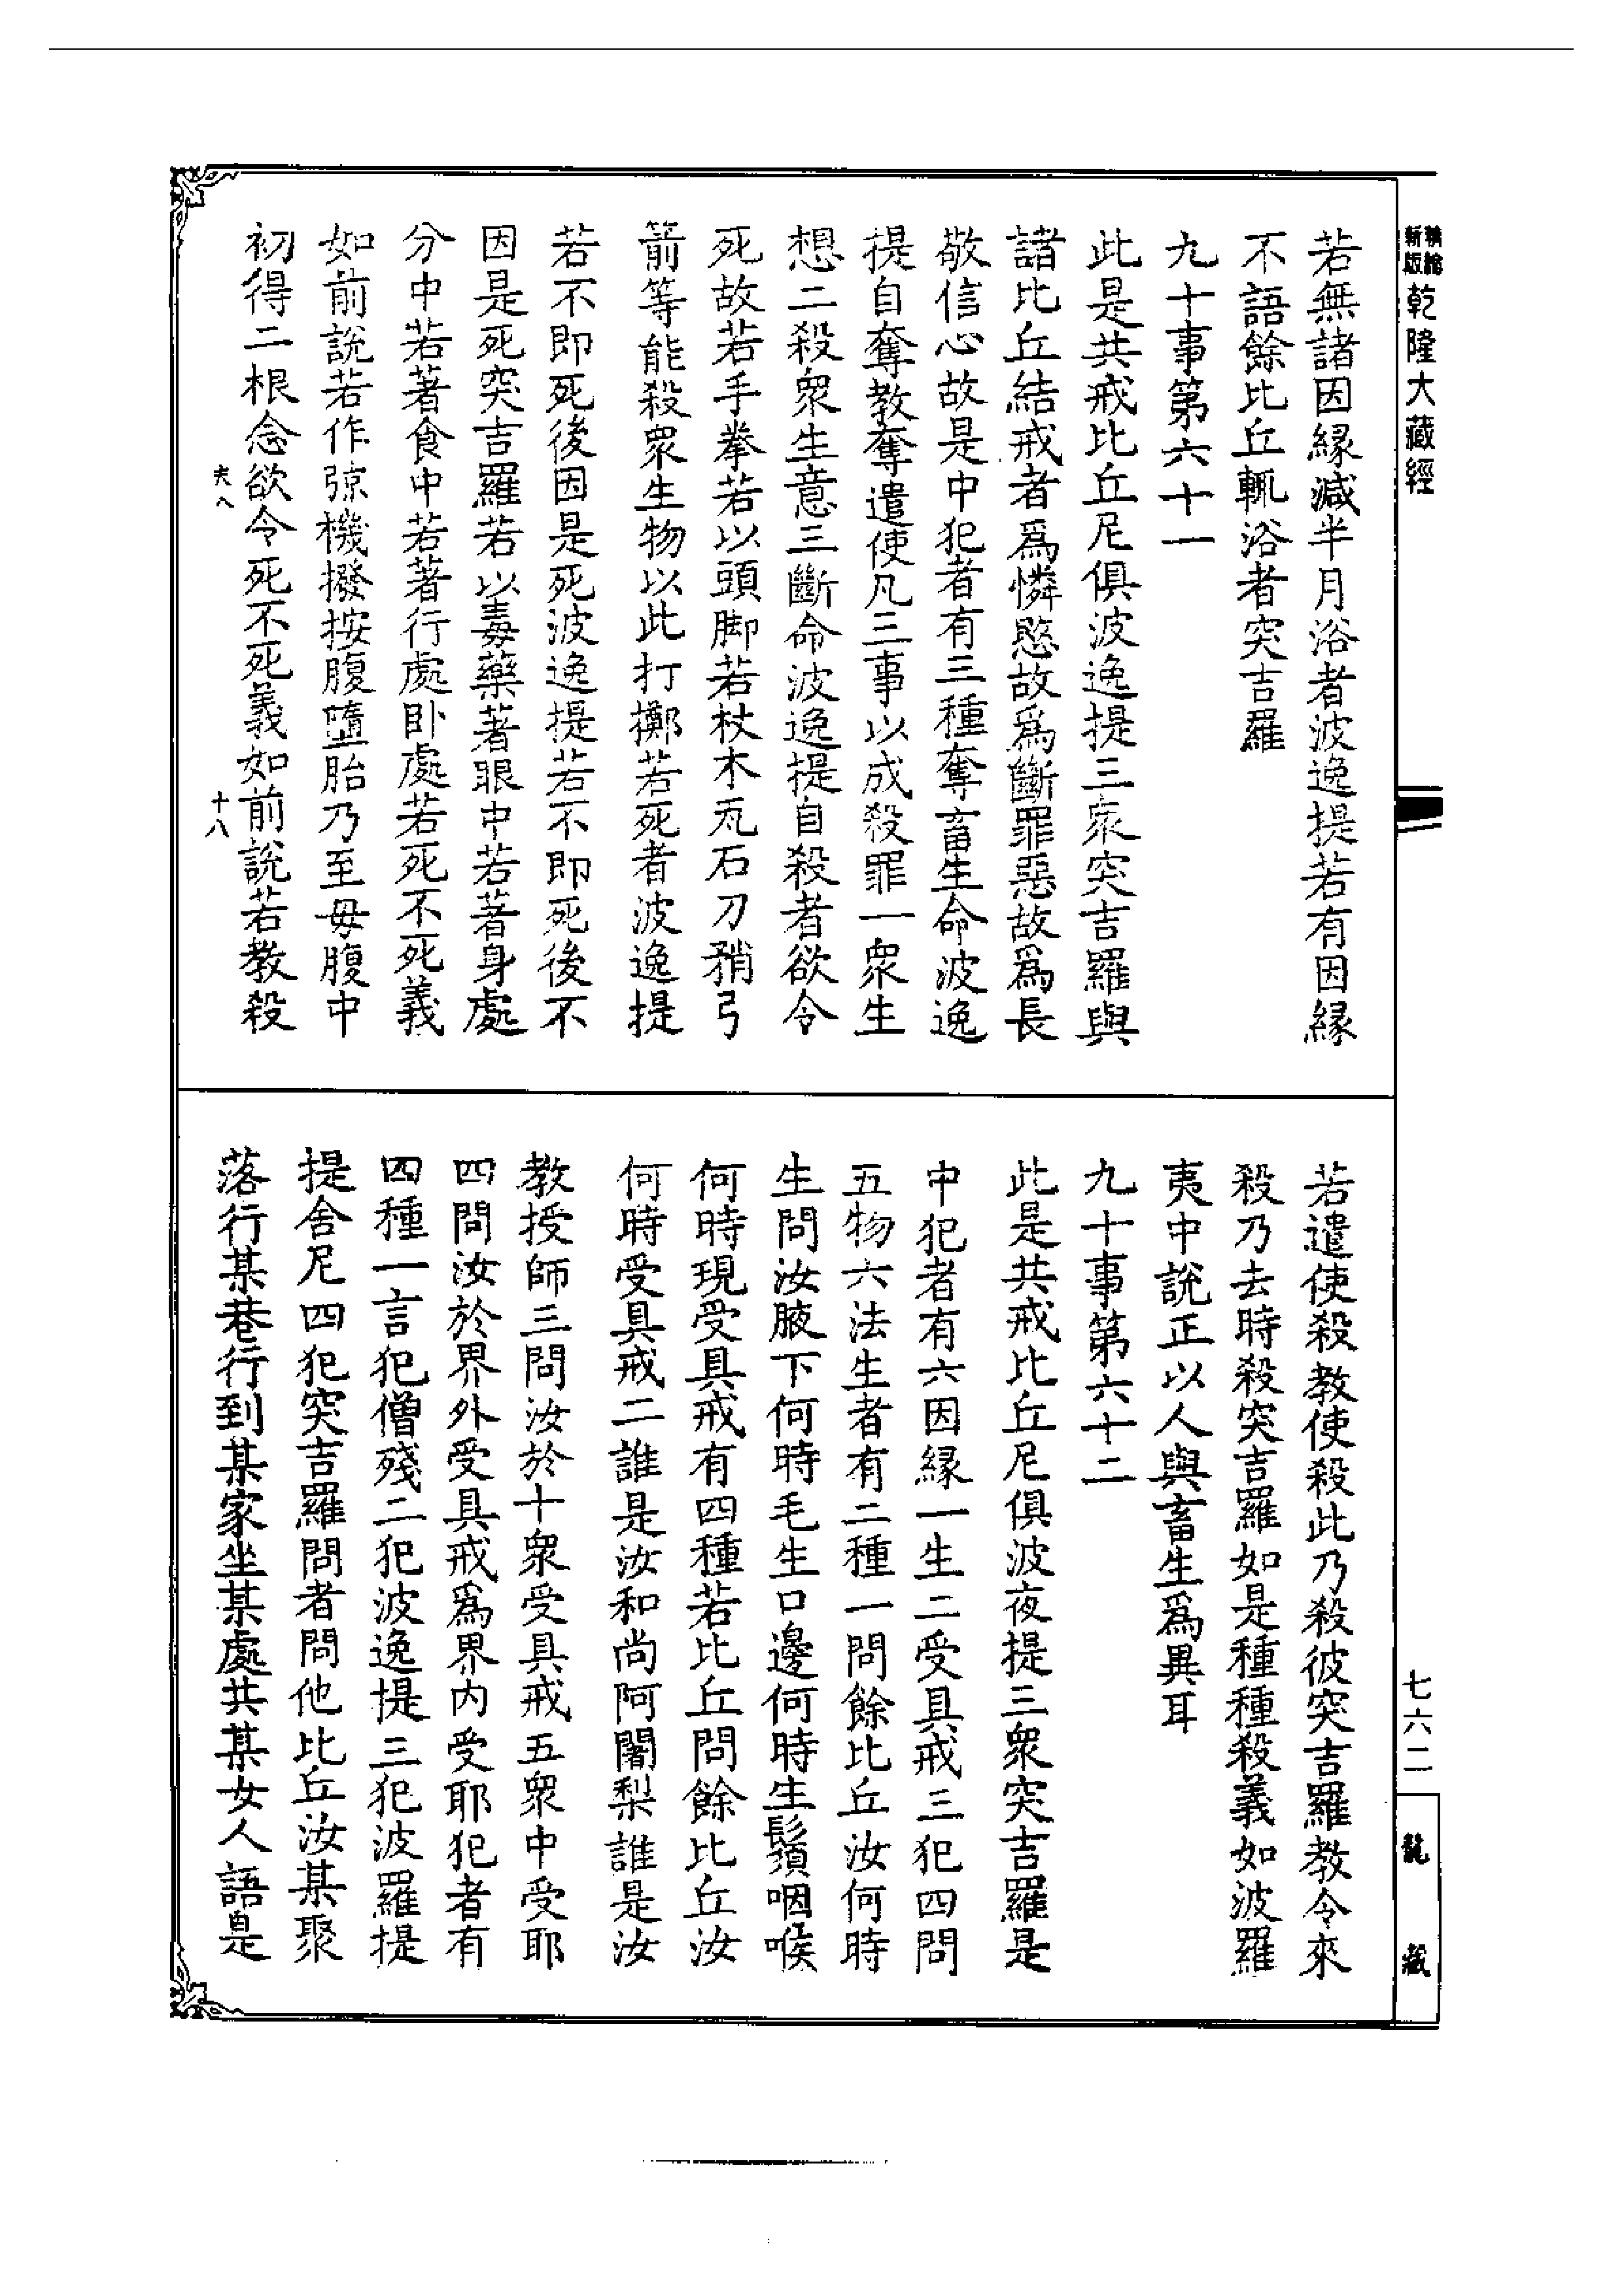 新版
精縮
乾隆大藏經
若無諸因縁減半月浴者波逸提若有因縁
不語餘比丘輒浴者突吉羅
九十事第六十一
此是共戒比丘尼俱波逸提三衆突吉羅與
諸比丘結戒者爲憐愍故爲斷罪惡故爲長
敬信心故是中犯者有三種奪畜生命波逸
提自奪教奪遣使凡三事以成殺罪一衆生
想二殺衆生意三斷命波逸提自殺者欲令
死故若手拳若以頭脚若杖木瓦石刀矟弓
箭等能殺衆生物以此打擲若死者波逸提
若不即死後因是死波逸提若不即死後不
因是死突吉羅若以毒藥著眼中若著身處
分中若著食中若著行處卧處若死不死義
如前說若作弶機撥按腹墮胎乃至母腹中
初得二根念欲令死不死義如前說若教殺
夫八
十八
若遣使殺教使殺此乃殺彼突吉羅教令來
殺乃去時殺突吉羅如是種種殺義如波羅
夷中說正以人與畜生爲異耳
九十事第六十二
此是共戒比丘尼俱波夜提三衆突吉羅是
中犯者有六因縁一生二受具戒三犯四問
五物六法生者有二種一問餘比丘汝何時
生問汝腋下何時毛生口邊何時生鬚咽喉
何時現受具戒有四種若比丘問餘比丘汝
何時受具戒二誰是汝和尚阿闍梨誰是汝
教授師三問汝於十衆受具戒五衆中受耶
四問汝於界外受具戒爲界内受耶犯者有
四種一言犯僧殘二犯波逸提三犯波羅提
提舍尼四犯突吉羅問者問他比丘汝某聚
落行某巷行到某家坐某處共某女人語是
七六二
龍藏